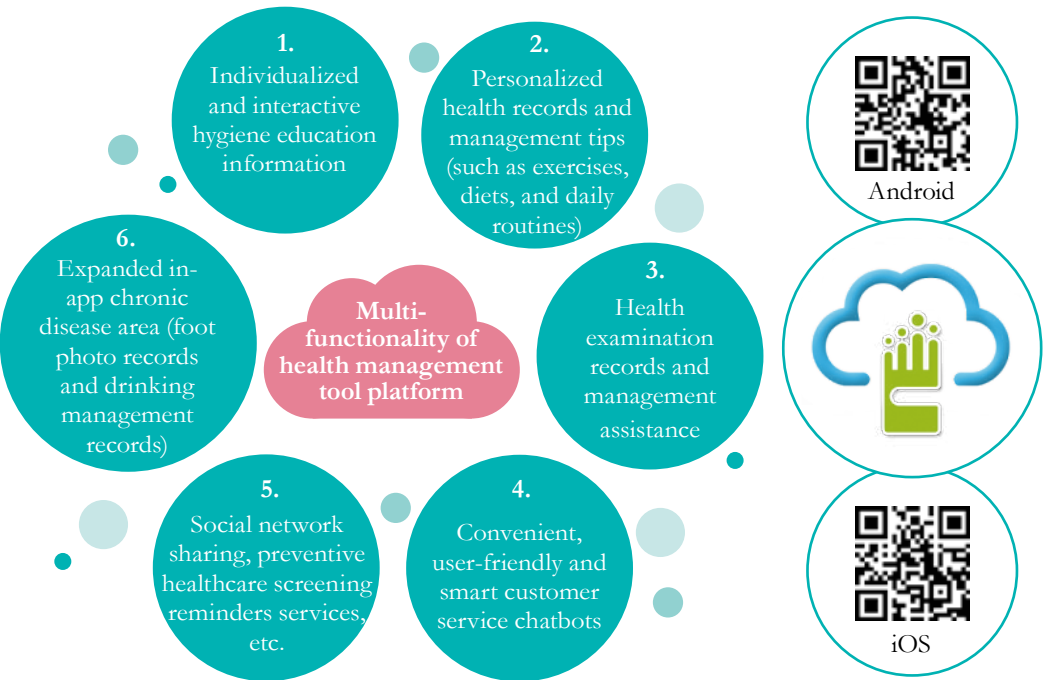 1.
Individualized
and interactive
hygiene education
information
2.
Personalized
health records and
management tips
(such as exercises,
diets, and daily
routines)
3.
Health
examination
records and
management
assistance
4.
Convenient,
user-friendly and
smart customer
service chatbots
5.
Social network
sharing, preventive
healthcare screening
reminders services,
etc.
6.
Expanded in-
app chronic
disease area (foot
photo records
and drinking
management
records)
Multi-
functionality of
health management
tool platform
Android
iOS